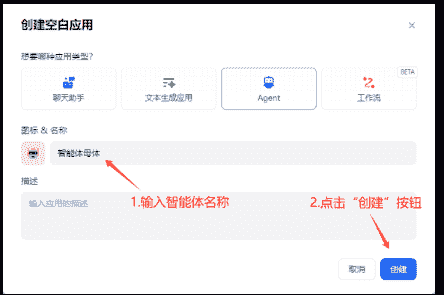 创建空白应用
想要哪种应用类型?
BETA
聊天助手
文本生成应用
Agent
工作流
图标 & 名称
智能体母体
描述
输入应用的描述
1.输入智能体名称
2.点击“创建”按钮
取消
创建